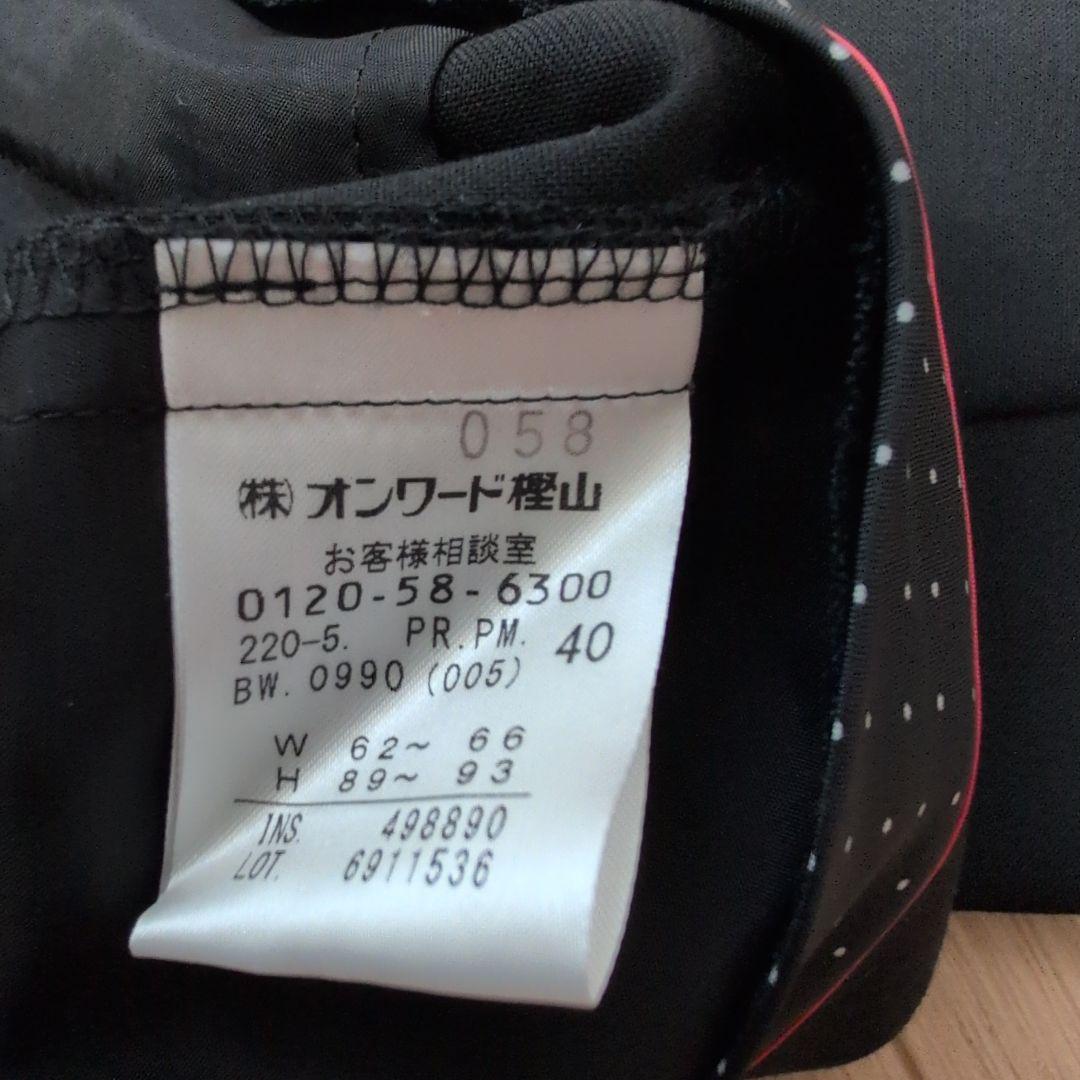 058
(株) オンワード樫山
お客様相談室
0120-58-6300
220-5. PR.PM. 40
BW. 0990 (005)
W 62~ 66
H 89~ 93
INS. 498890
LOT. 6911536